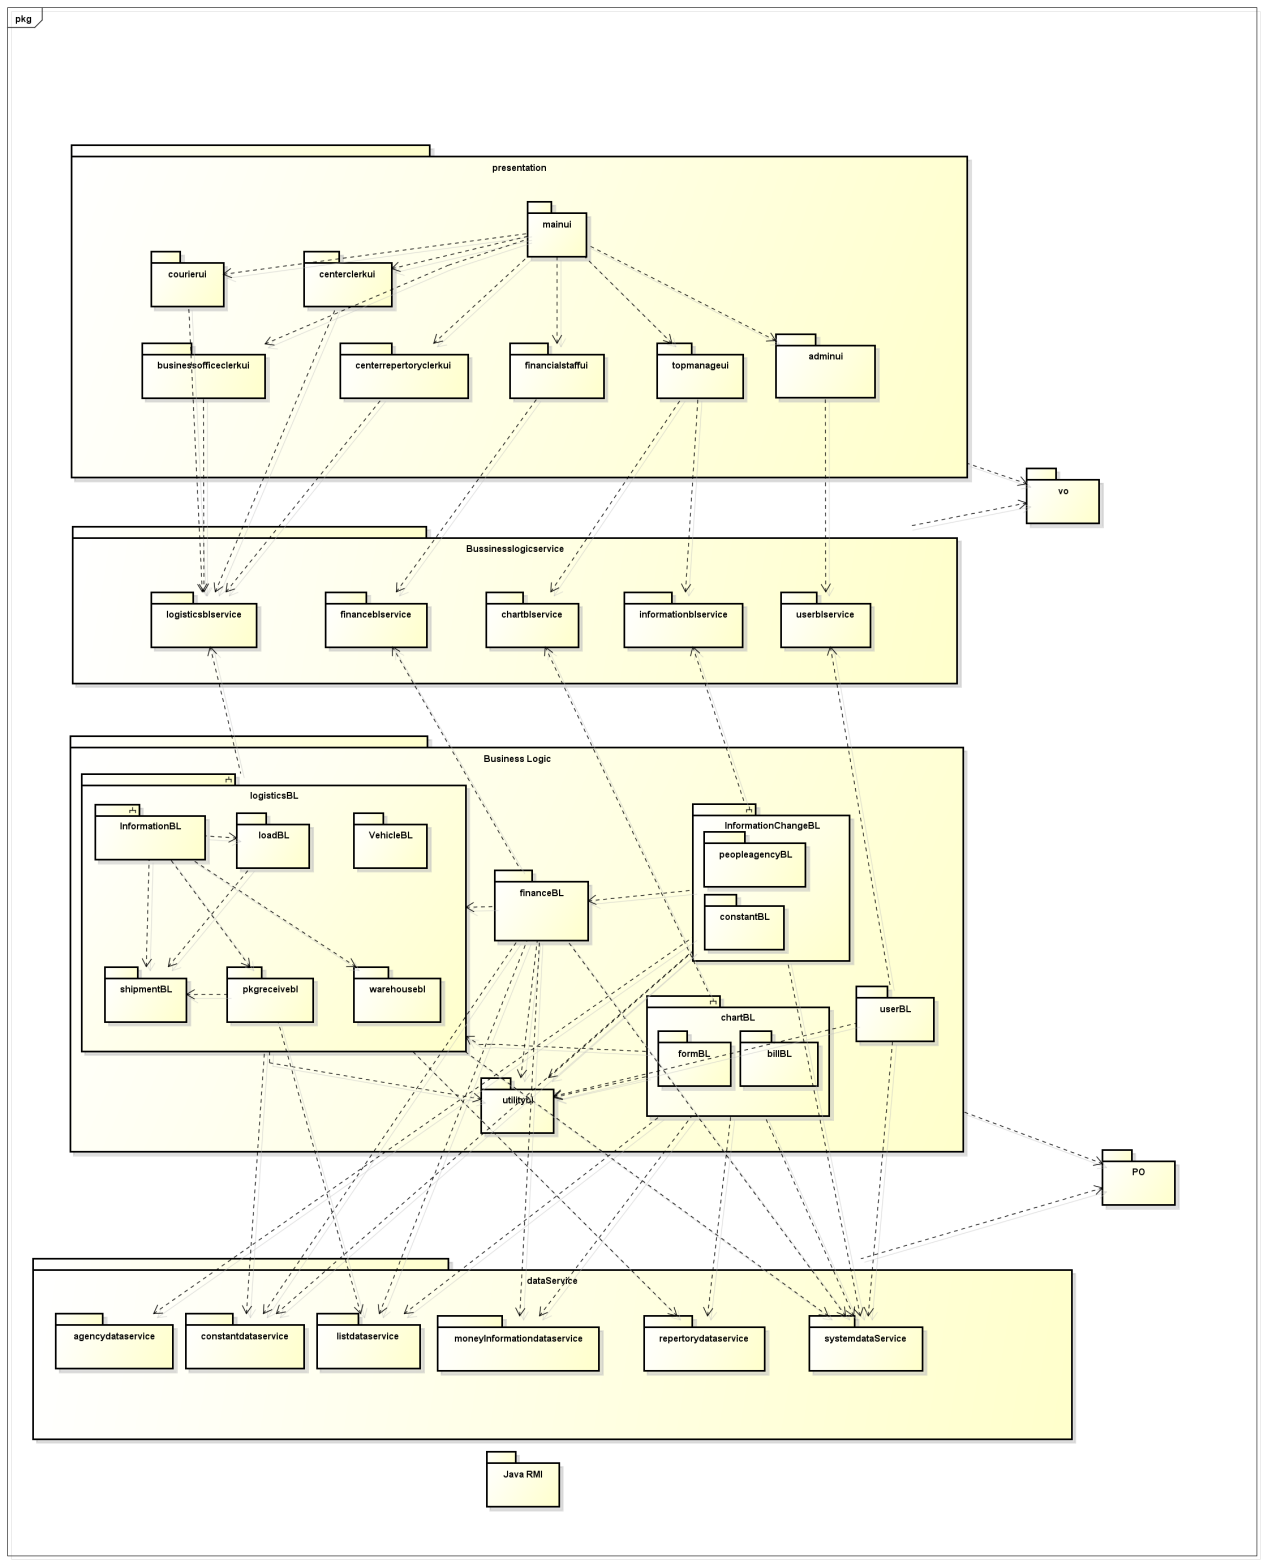 pkg
presentation
mainui
courierui
centerclerkui
businessofficeclerkui
centerrepertoryclerkui
financialstaffui
topmanageui
adminui
vo
Bussinesslogicservice
logisticsblservice
financeblservice
chartblservice
informationblservice
userblservice
Business Logic
logisticsBL
InformationBL
loadBL
VehicleBL
InformationChangeBL
peopleagencyBL
financeBL
constantBL
shipmentBL
pkgreceivebl
warehousebl
userBL
chartBL
formBL
billBL
utilitybl
PO
dataService
agencydataservice
constantdataservice
listdataservice
moneyInformationdataservice
repertorydataservice
systemdataService
Java RMI